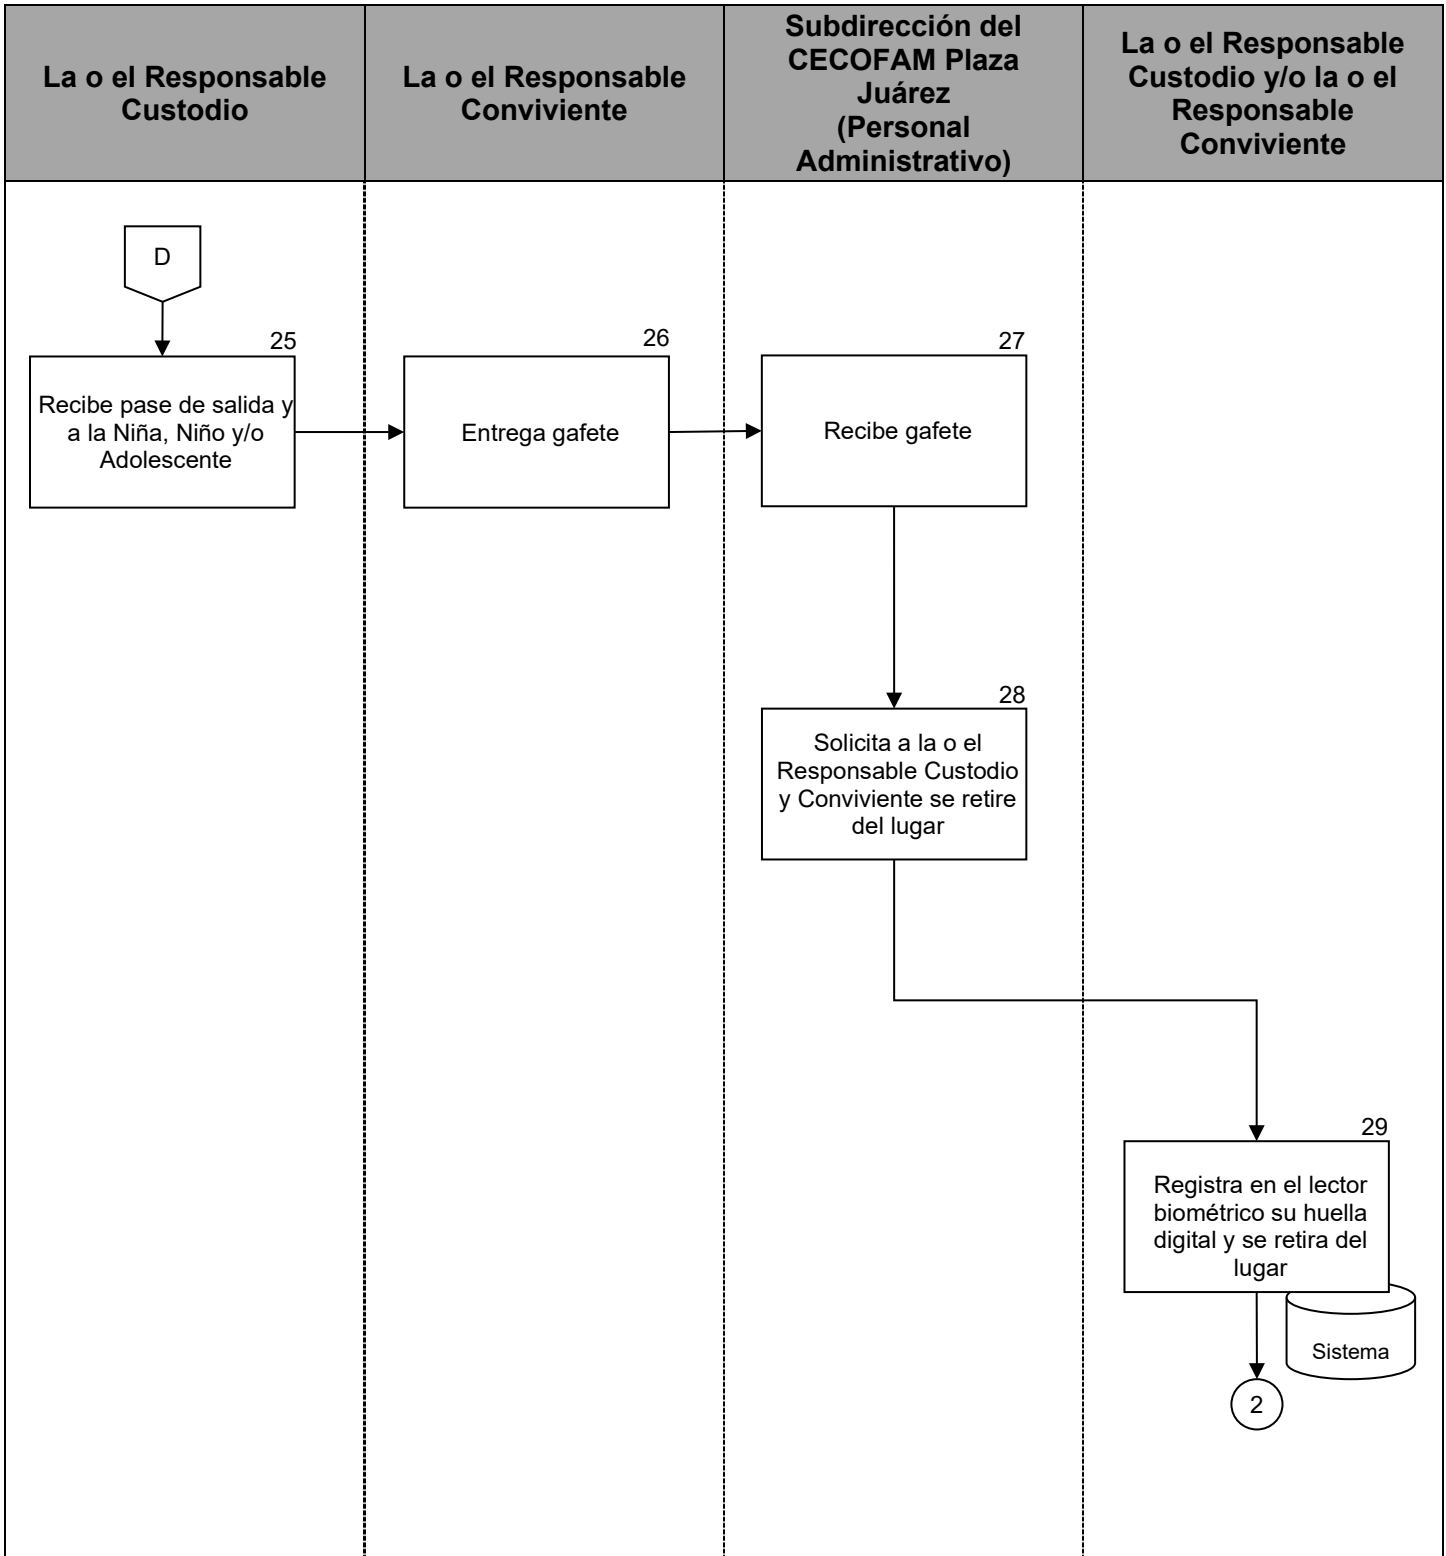 La o el Responsable
Custodio
La o el Responsable
Conviviente
Subdirección del
CECOFAM Plaza
Juárez
(Personal
Administrativo)
La o el Responsable
Custodio y/o la o el
Responsable
Conviviente
D
25
Recibe pase de salida y
a la Niña, Niño y/o
Adolescente
26
Entrega gafete
27
Recibe gafete
28
Solicita a la o el
Responsable Custodio
y Conviviente se retire
del lugar
29
Registra en el lector
biométrico su huella
digital y se retira del
lugar
Sistema
2